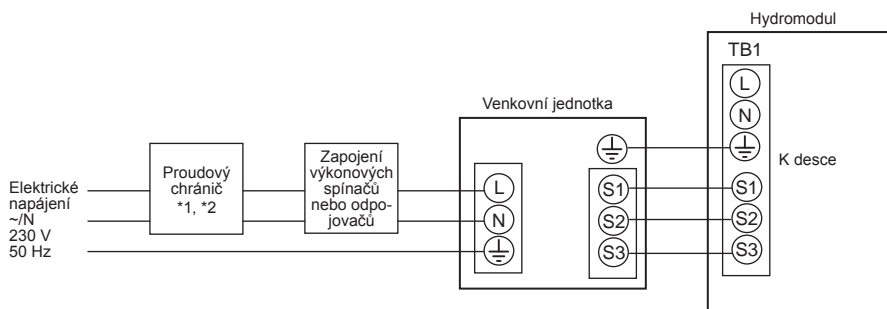 Hydromodul
TB1
L
N
K desce
S1
S2
S3
Venkovní jednotka
L
N
S1
S2
S3
Zapojení
výkonových
spínačů
nebo odpo-
jovačů
Proudový
chránič
*1, *2
Elektrické
napájení
~/N
230 V
50 Hz